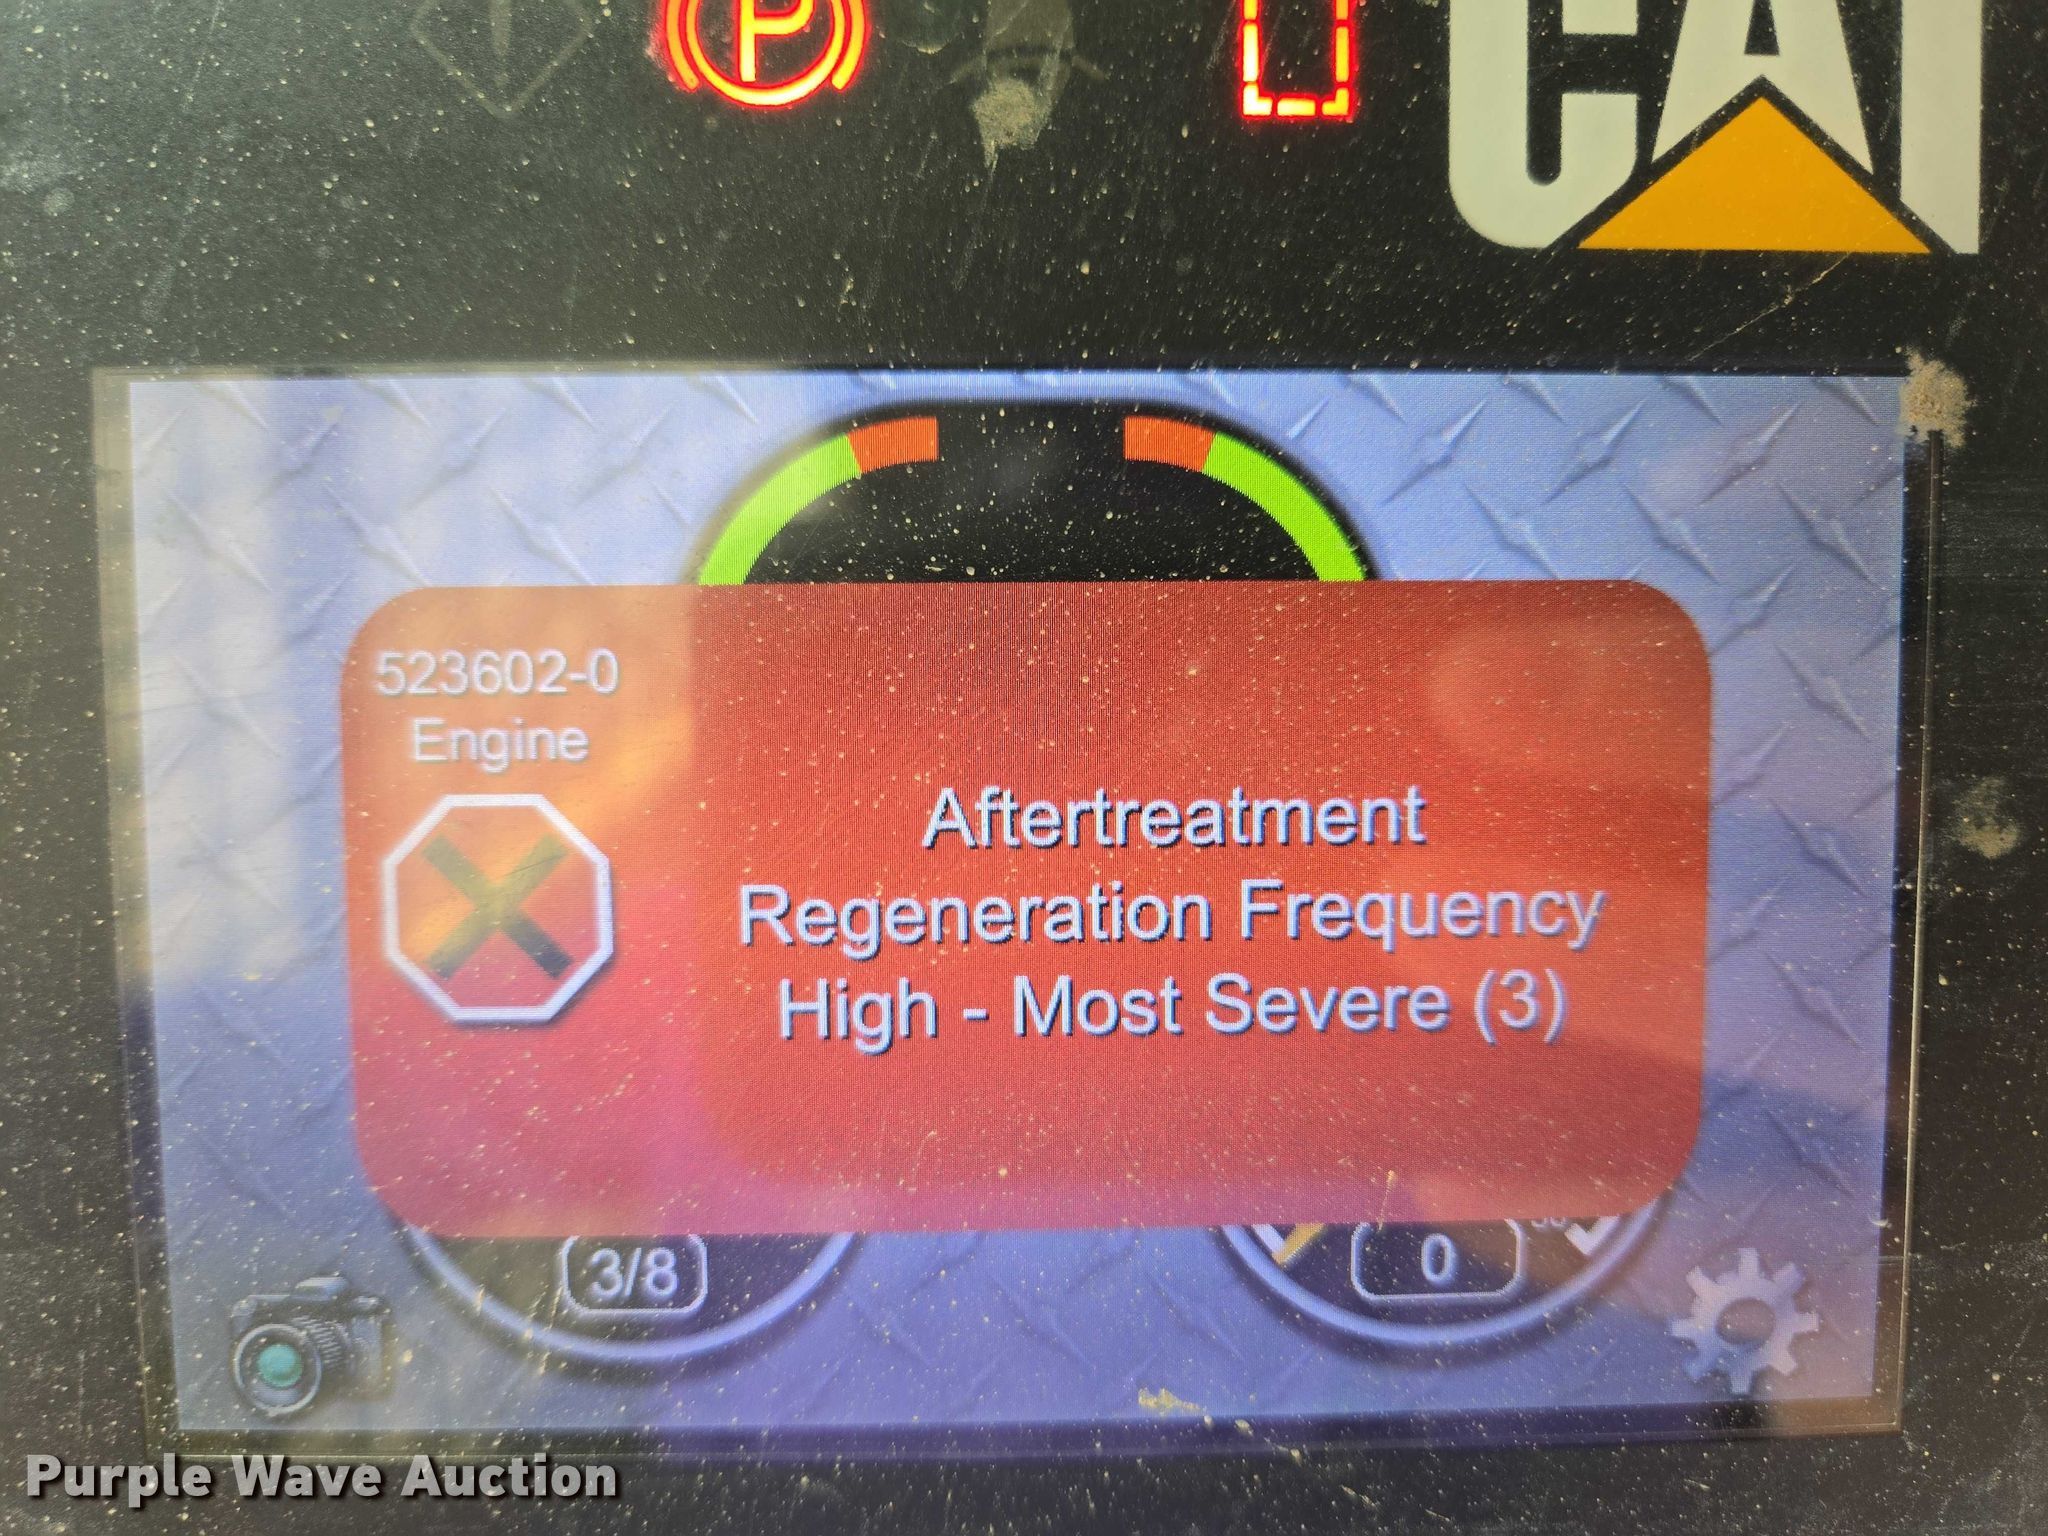 P
CAT
523602-0
Engine
Aftertreatment
Regeneration Frequency
High - Most Severe (3)
3/8
0
Purple Wave Auction